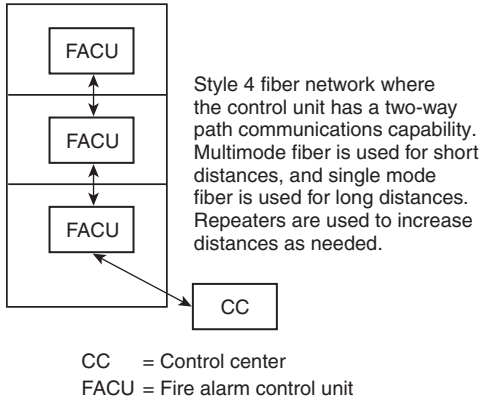 FACU
FACU
FACU
Style 4 fiber network where
the control unit has a two-way
path communications capability.
Multimode fiber is used for short
distances, and single mode
fiber is used for long distances.
Repeaters are used to increase
distances as needed.
CC
CC = Control center
FACU = Fire alarm control unit